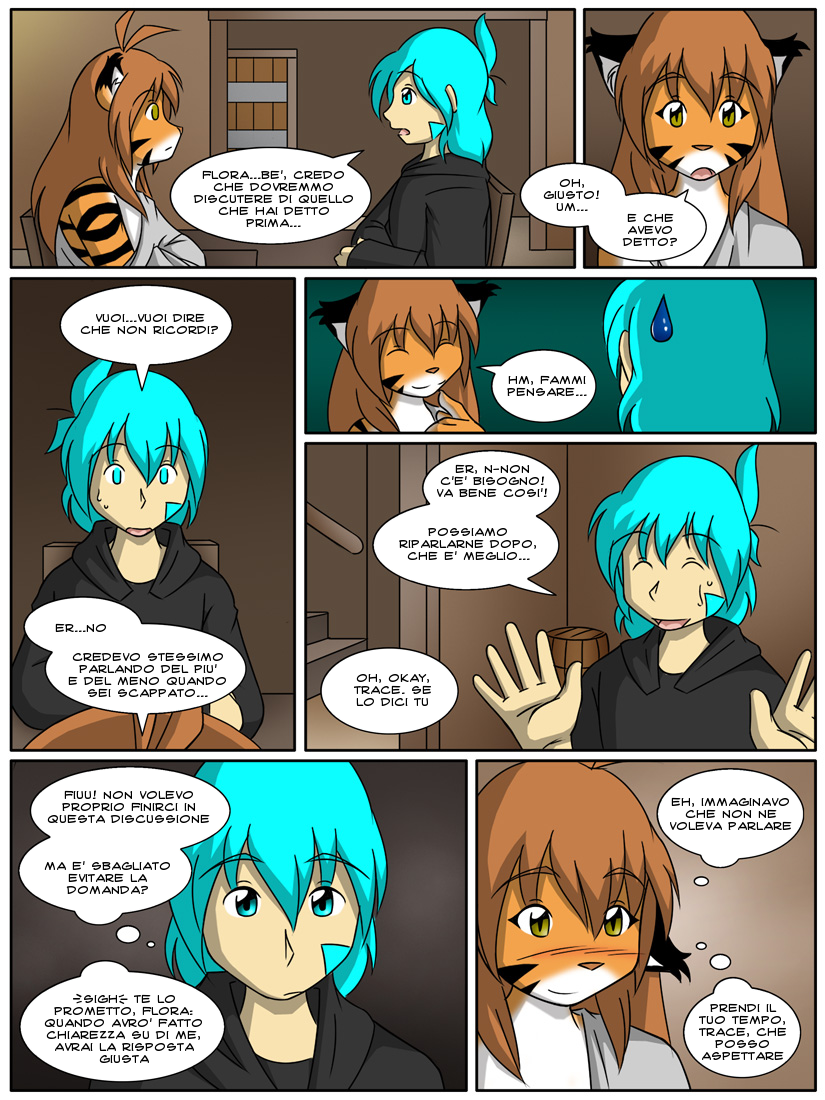 FLORA...BE', CREDO
CHE DOVREMMO
DISCUTERE DI QUELLO
CHE HAI DETTO
PRIMA...
OH,
GIUSTO!
UM...
E CHE
AVEVO
DETTO?
VUOI...VUOI DIRE
CHE NON RICORDI?
ER...NO
CREDEVO STESSIMO
PARLANDO DEL PIU'
E DEL MENO QUANDO
SEI SCAPPATO...
HM, FAMMI
PENSARE...
ER, N-NON
C'E' BISOGNO!
VA BENE COSI'!
POSSIAMO
RIPARLARNE DOPO,
CHE E' MEGLIO...
OH, OKAY,
TRACE. SE
LO DICI TU
FIUU! NON VOLEVO
PROPRIO FINIRCI IN
QUESTA DISCUSSIONE
MA E' SBAGLIATO
EVITARE LA
DOMANDA?
SIGH TE LO
PROMETTO, FLORA:
QUANDO AVRO' FATTO
CHIAREZZA SU DI ME,
AVRAI LA RISPOSTA
GIUSTA
EH, IMMAGINAVO
CHE NON NE
VOLEVA PARLARE
PRENDI IL
TUO TEMPO,
TRACE, CHE
POSSO
ASPETTARE